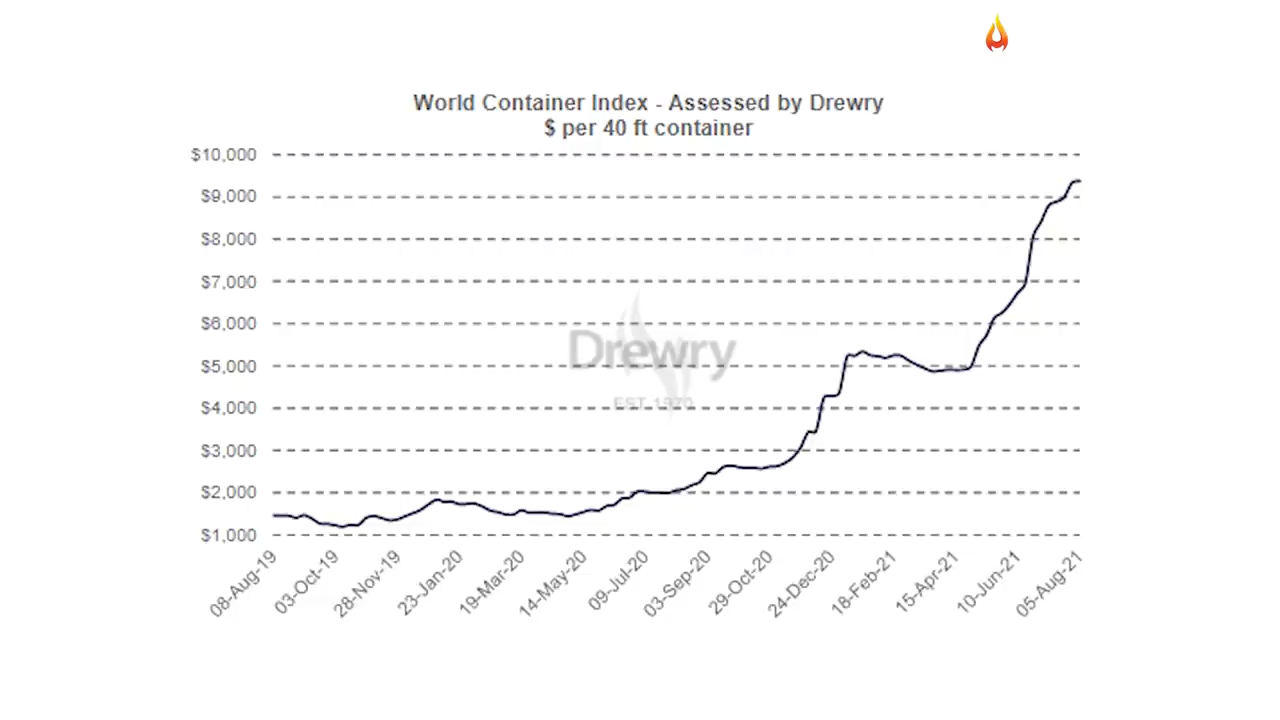 World Container Index - Assessed by Drewry
$ per 40 ft container
$10,000
$9,000
$8,000
$7,000
$6,000
$5,000
$4,000
$3,000
$2,000
$1,000
Drewry
EST. 1970
08-Aug-19
03-Oct-19
28-Nov-19
23-Jan-20
19-Mar-20
14-May-20
09-Jul-20
03-Sep-20
29-Oct-20
24-Dec-20
18-Feb-21
15-Apr-21
10-Jun-21
05-Aug-21